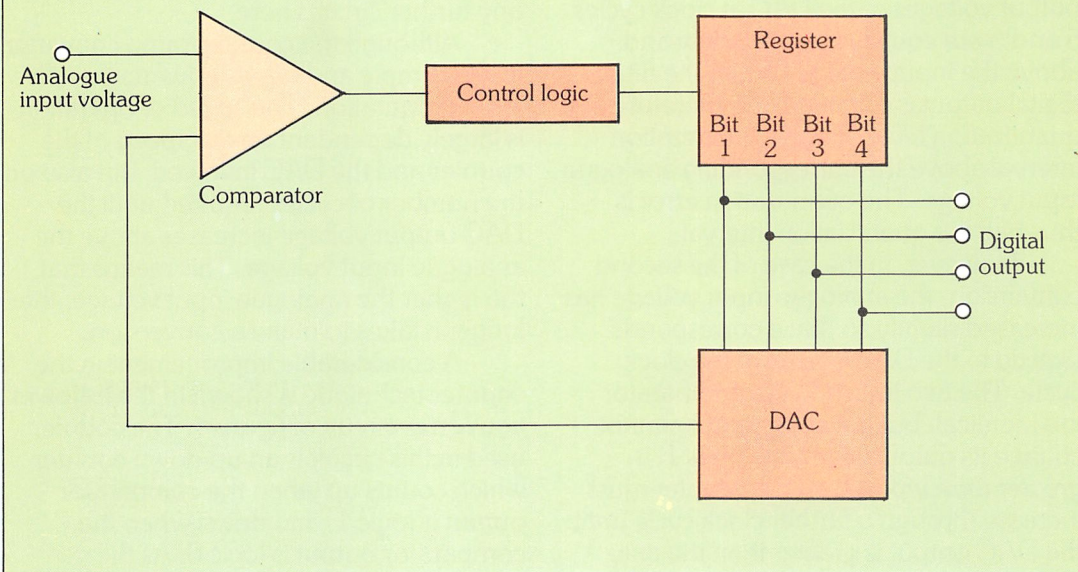 Analogue
input voltage
Comparator
Control logic
Register
Bit Bit Bit Bit
1 2 3 4
Digital
output
DAC